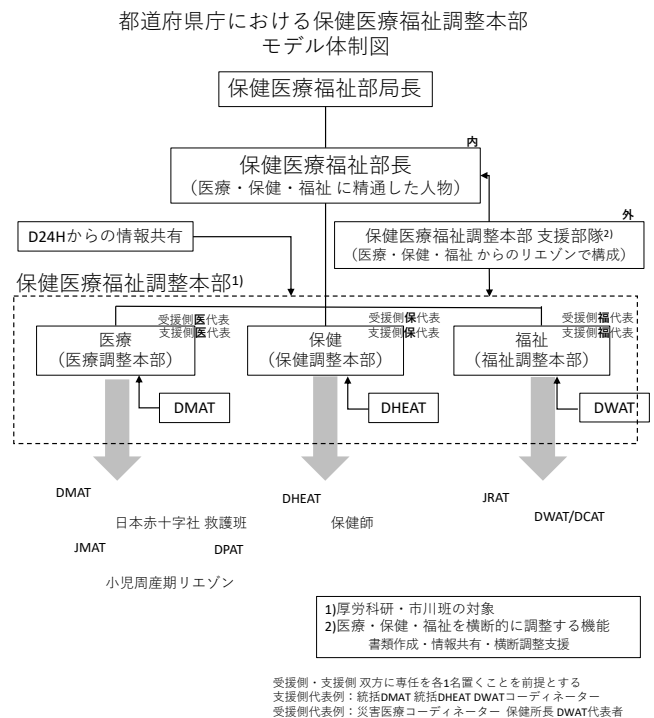 都道府県庁における保健医療福祉調整本部
モデル体制図
保健医療福祉部局長
内
保健医療福祉部長
（医療・保健・福祉 に精通した人物）
外
D24Hからの情報共有
保健医療福祉調整本部 支援部隊2)
（医療・保健・福祉 からのリエゾンで構成）
保健医療福祉調整本部1)
受援側医代表
支援側医代表
医療
（医療調整本部）
受援側保代表
支援側保代表
保健
（保健調整本部）
受援側福代表
支援側福代表
福祉
（福祉調整本部）
DMAT
DHEAT
DWAT
DMAT
日本赤十字社 救護班
JMAT
DPAT
小児周産期リエゾン
DHEAT
保健師
JRAT
DWAT/DCAT
1)厚労科研・市川班の対象
2)医療・保健・福祉を横断的に調整する機能
書類作成・情報共有・横断調整支援
受援側・支援側 双方に専任を各1名置くことを前提とする
支援側代表例：統括DMAT 統括DHEAT DWATコーディネーター
受援側代表例：災害医療コーディネーター 保健所長 DWAT代表者